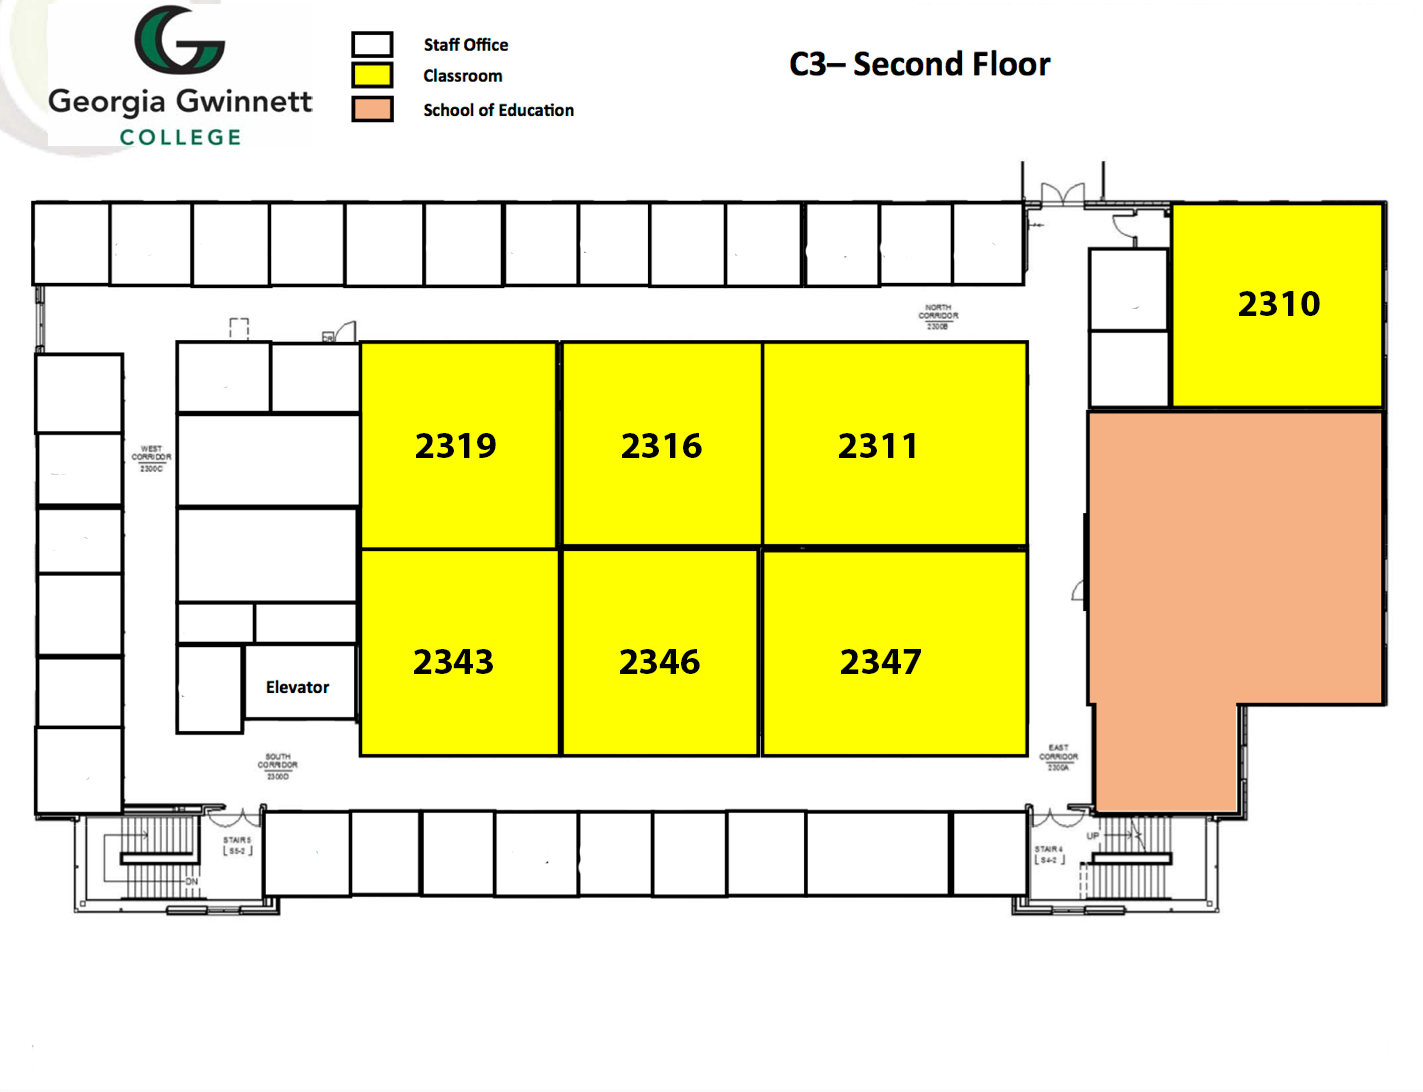 Georgia Gwinnett
COLLEGE
Staff Office
Classroom
School of Education
C3– Second Floor
2310
NORTH
CORRIDOR
2300B
CR
2319
2316
2311
WEST
CORRIDOR
2300C
2343
2346
2347
Elevator
SOUTH
CORRIDOR
2300D
EAST
CORRIDOR
2300A
STAIR 5
[ S5-2 ]
DN
UP
STAIR 4
[ S4-2 ]